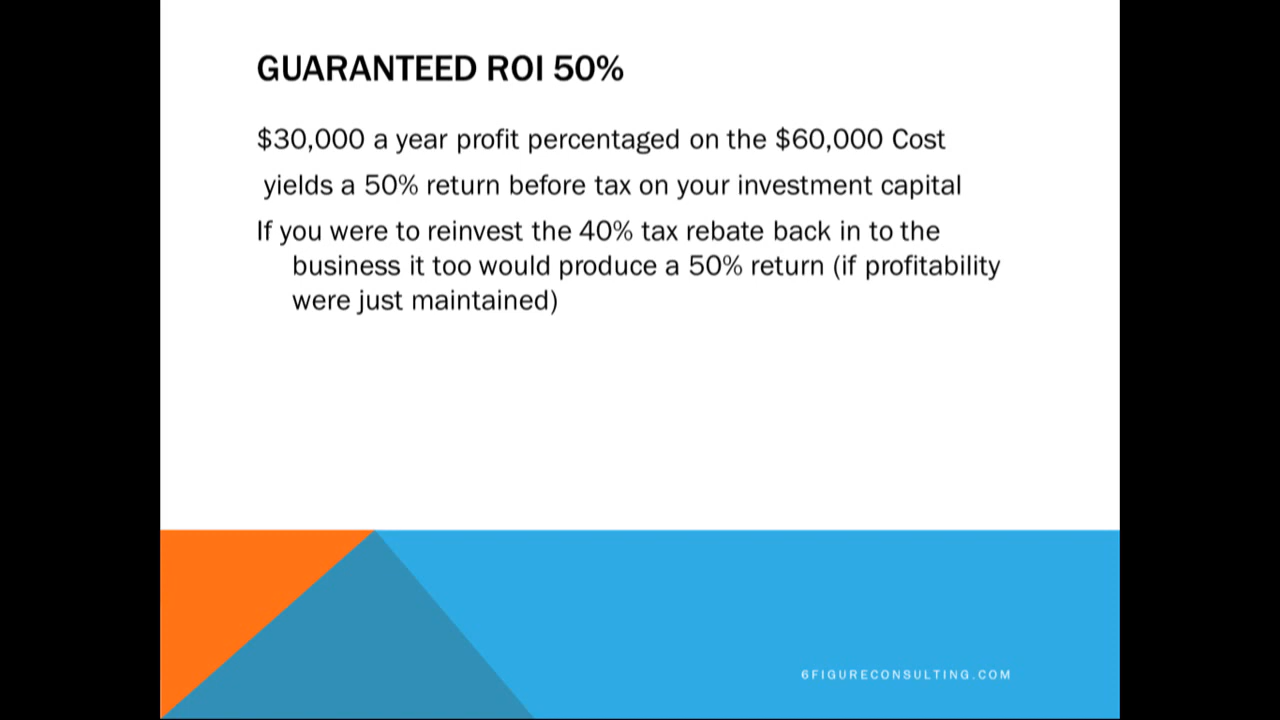 GUARANTEED ROI 50%
$30,000 a year profit percentaged on the $60,000 Cost
yields a 50% return before tax on your investment capital
If you were to reinvest the 40% tax rebate back in to the
business it too would produce a 50% return (if profitability
were just maintained)
6FIGURECONSULTING.COM